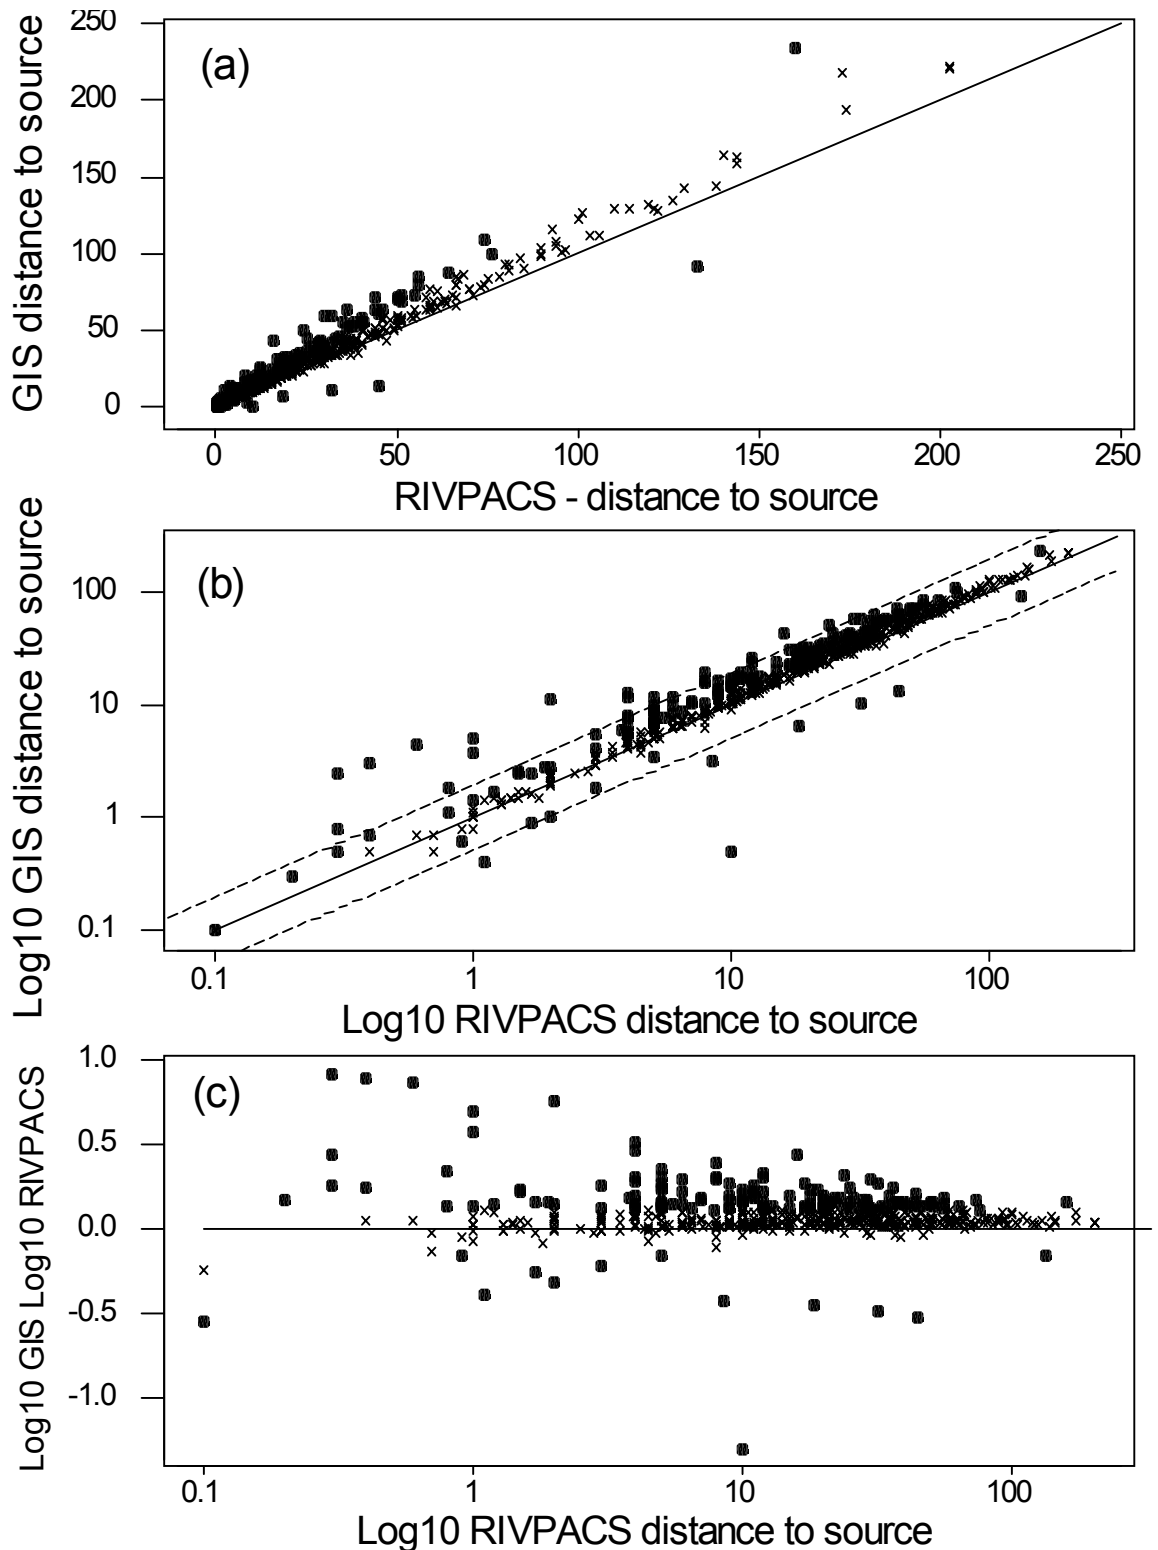 (a)
GIS distance to source
250
200
150
100
50
0
0 50 100 150 200 250
RIVPACS - distance to source
(b)
Log10 GIS distance to source
100
10
1
0.1
0.1 1 10 100
Log10 RIVPACS distance to source
(c)
Log10 GIS Log10 RIVPACS
1.0
0.5
0.0
-0.5
-1.0
0.1 1 10 100
Log10 RIVPACS distance to source